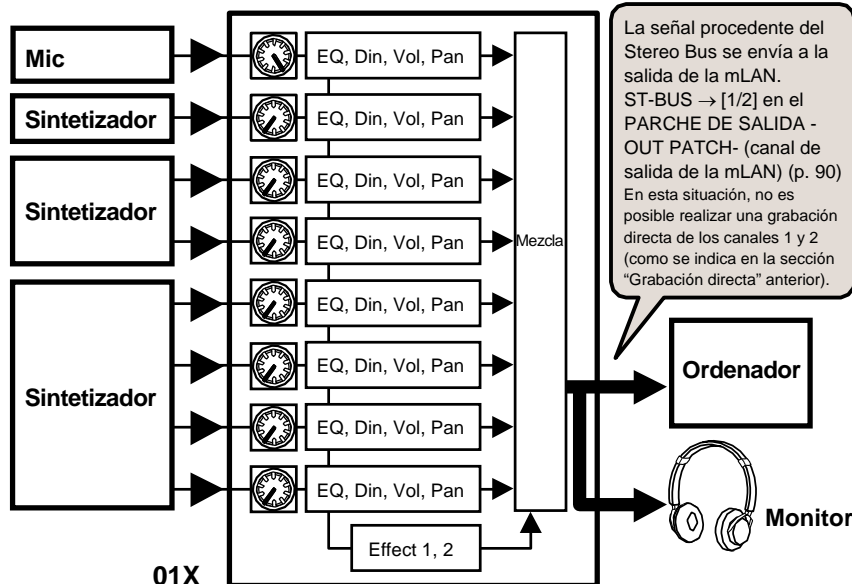 Mic
Sintetizador
Sintetizador
Sintetizador
EQ, Din, Vol, Pan
EQ, Din, Vol, Pan
EQ, Din, Vol, Pan
EQ, Din, Vol, Pan
EQ, Din, Vol, Pan
EQ, Din, Vol, Pan
EQ, Din, Vol, Pan
EQ, Din, Vol, Pan
Effect 1, 2
Mezcla
01X
La señal procedente del
Stereo Bus se envía a la
salida de la mLAN.
ST-BUS → [1/2] en el
PARCHE DE SALIDA -
OUT PATCH- (canal de
salida de la mLAN) (p. 90)
En esta situación, no es
posible realizar una grabación
directa de los canales 1 y 2
(como se indica en la sección
“Grabación directa” anterior).
Ordenador
Monitor